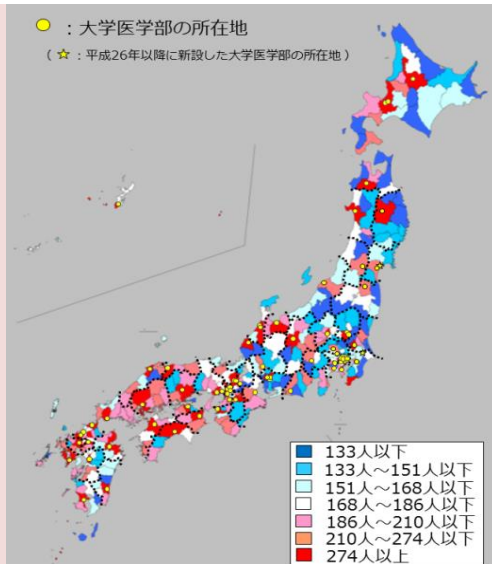 ：大学医学部の所在地
（ ☆ ：平成26年以降に新設した大学医学部の所在地 ）
133人以下
133人～151人以下
151人～168人以下
168人～186人以下
186人～210人以下
210人～274人以下
274人以上